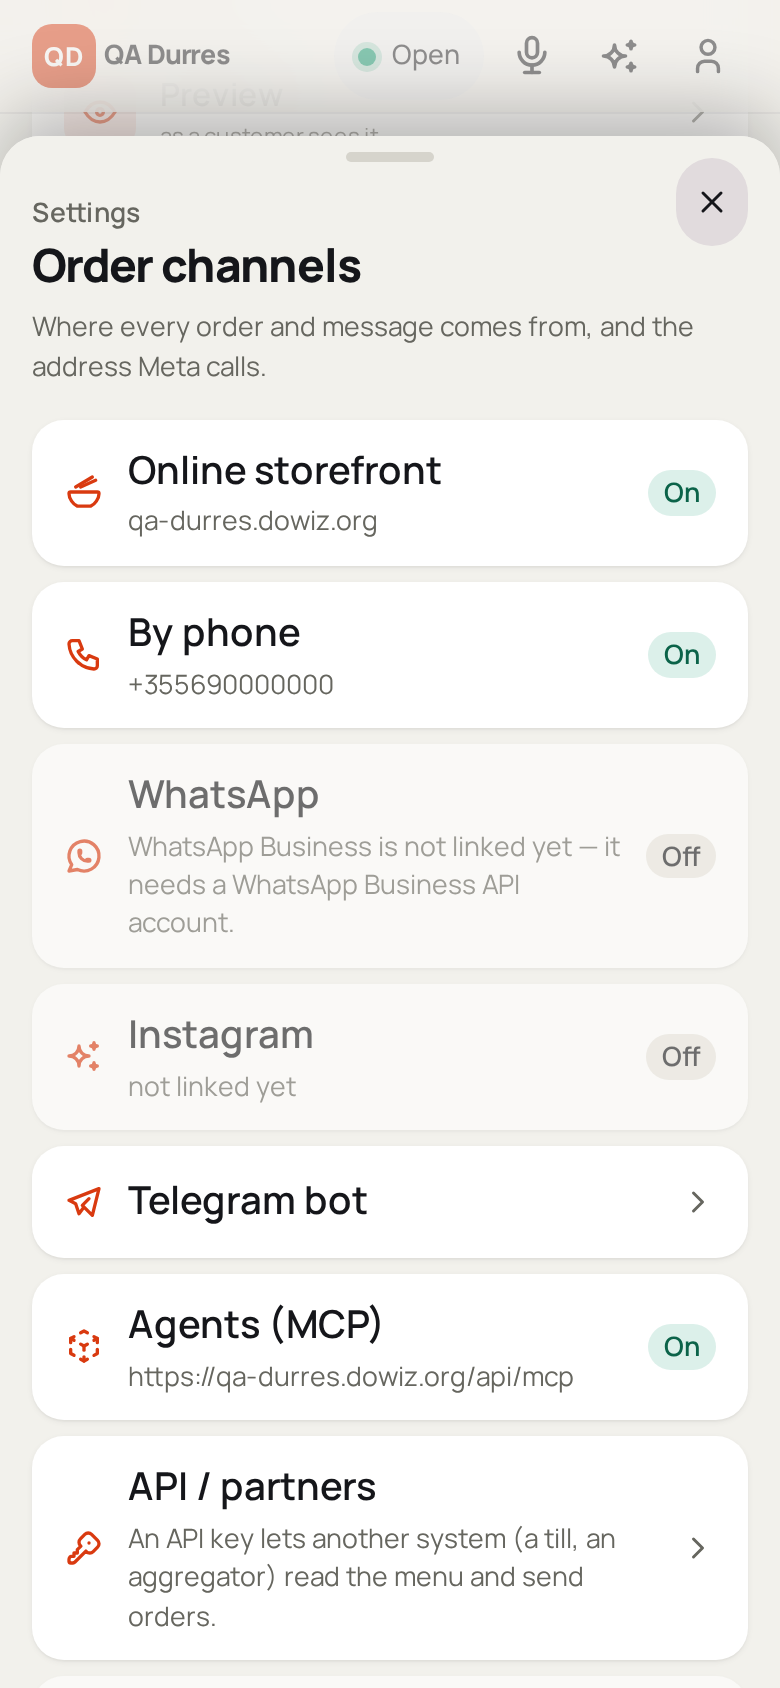 QD
QA Durres
Open
Preview
as a customer sees it
Settings
Order channels
Where every order and message comes from, and the
address Meta calls.
Online storefront
qa-durres.dowiz.org
On
By phone
+355690000000
On
WhatsApp
WhatsApp Business is not linked yet — it
needs a WhatsApp Business API
account.
Off
Instagram
not linked yet
Off
Telegram bot
Agents (MCP)
https://qa-durres.dowiz.org/api/mcp
On
API / partners
An API key lets another system (a till, an
aggregator) read the menu and send
orders.